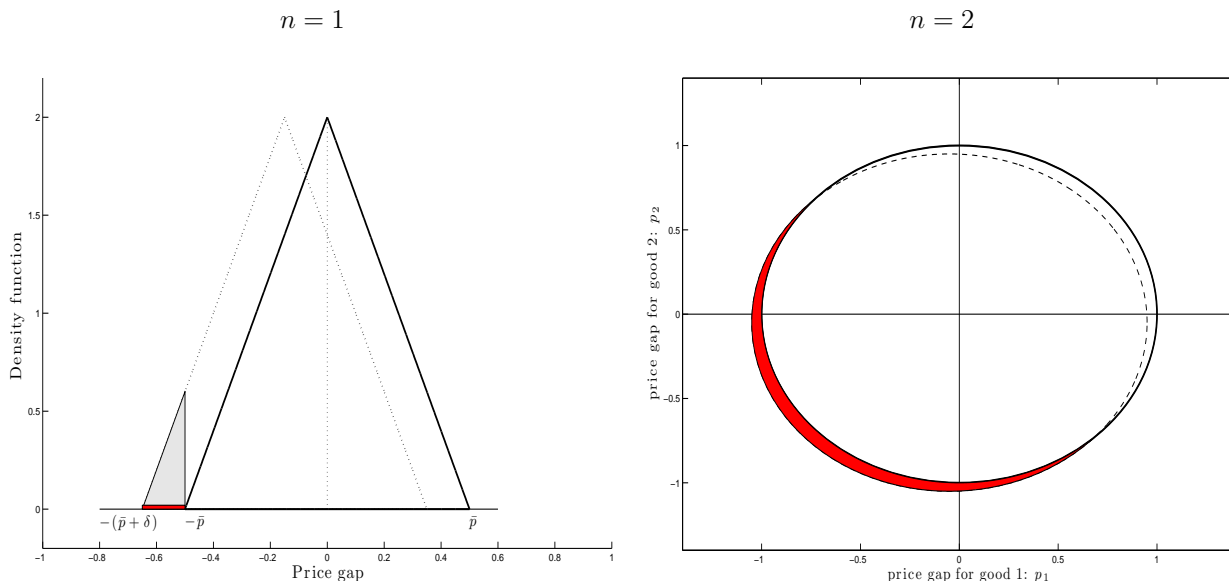 n = 1
n = 2
Density function
2
1.5
1
0.5
0
−(p̄ + δ)
−p̄
p̄
−1
−0.8
−0.6
−0.4
−0.2
0
0.2
0.4
0.6
0.8
1
Price gap
price gap for good 2: p₂
1
0.5
0
−0.5
−1
−1
−0.5
0
0.5
1
price gap for good 1: p₁